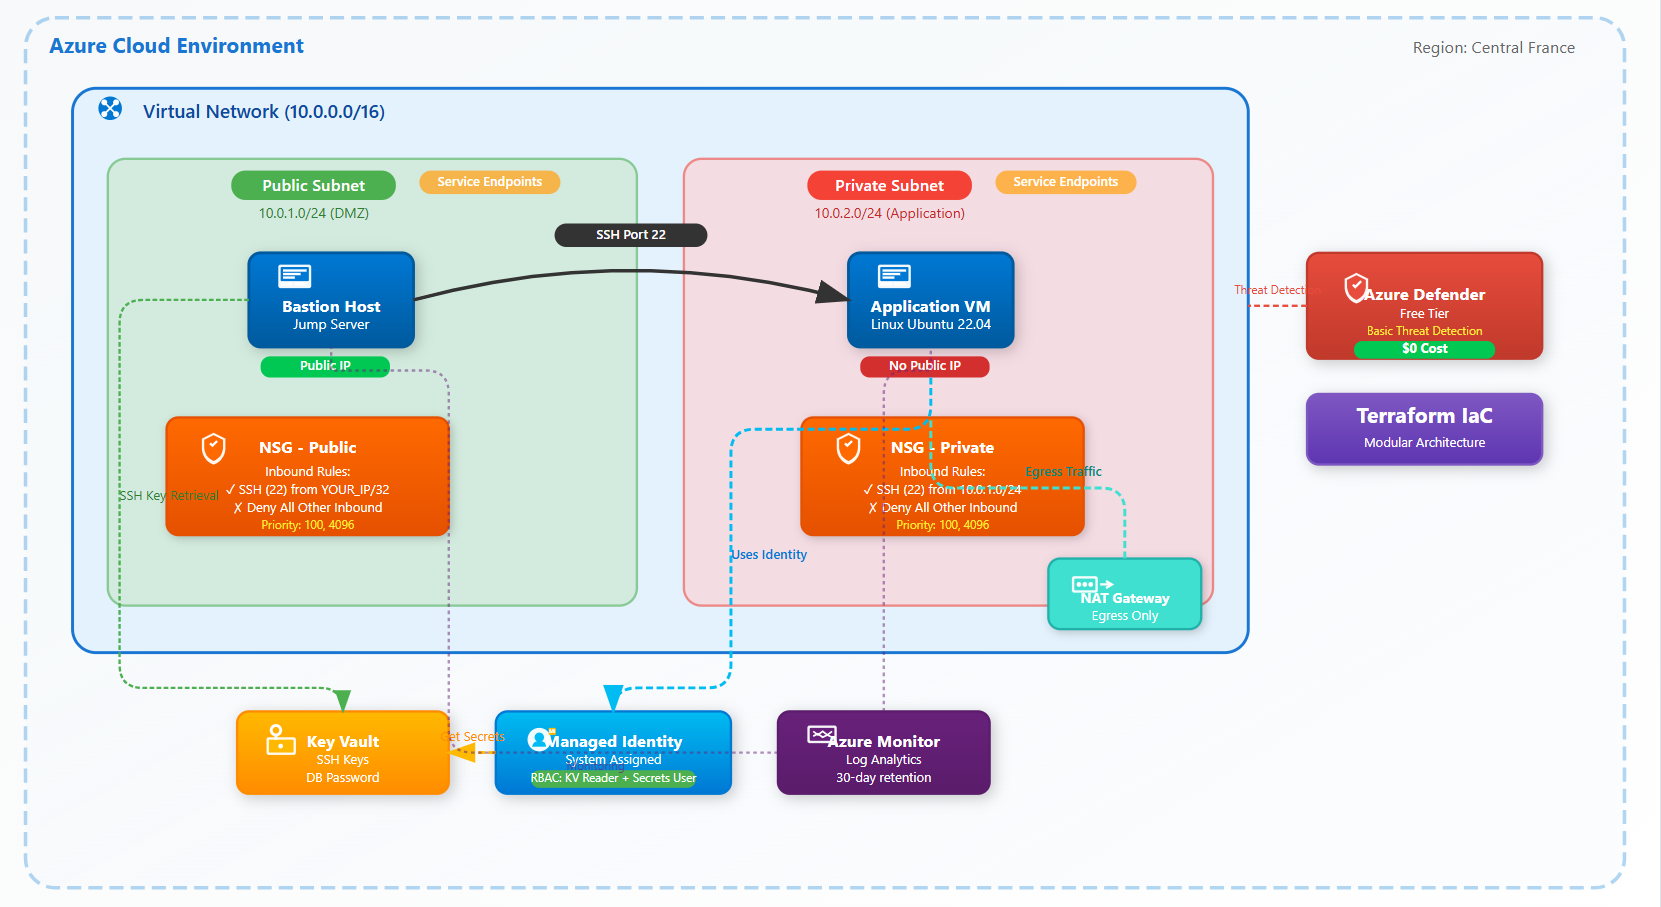 Azure Cloud Environment
Region: Central France
Virtual Network (10.0.0.0/16)
Public Subnet
Service Endpoints
10.0.1.0/24 (DMZ)
Private Subnet
Service Endpoints
10.0.2.0/24 (Application)
SSH Port 22
Bastion Host
Jump Server
Public IP
Application VM
Linux Ubuntu 22.04
No Public IP
Threat Detection
Azure Defender
Free Tier
Basic Threat Detection
$0 Cost
Terraform IaC
Modular Architecture
NSG - Public
Inbound Rules:
✓ SSH (22) from YOUR_IP/32
✗ Deny All Other Inbound
Priority: 100, 4096
SSH Key Retrieval
NSG - Private
Inbound Rules:
✓ SSH (22) from 10.0.1.0/24
✗ Deny All Other Inbound
Priority: 100, 4096
Egress Traffic
Uses Identity
NAT Gateway
Egress Only
Key Vault
SSH Keys
DB Password
Get Secrets
Managed Identity
System Assigned
Monitoring
RBAC: KV Reader + Secrets User
Azure Monitor
Log Analytics
30-day retention